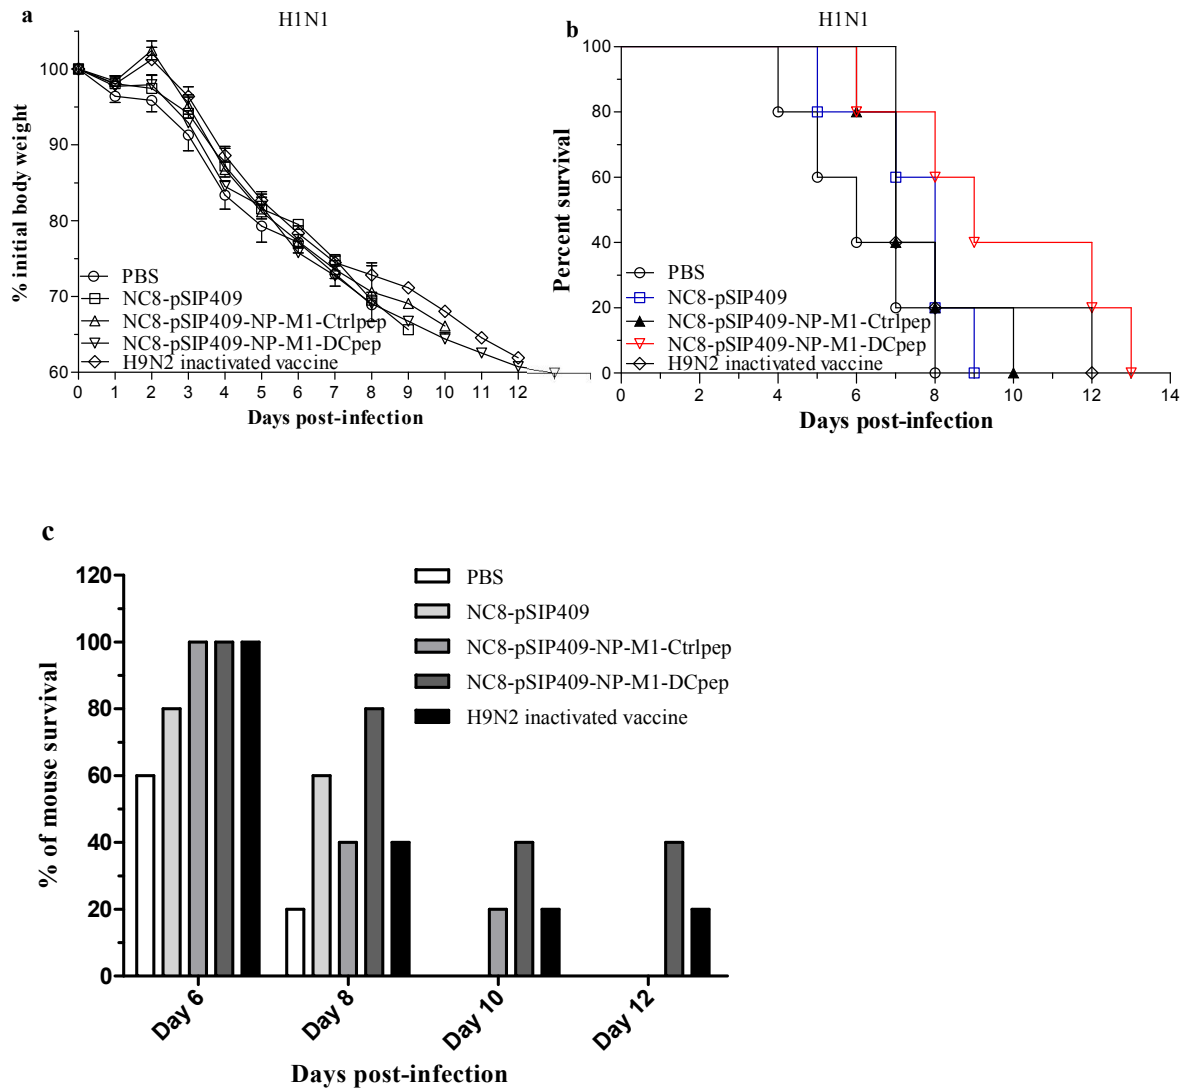 a
H1N1
% initial body weight
100
90
80
70
60
PBS
NC8-pSIP409
NC8-pSIP409-NP-M1-Ctrlpep
NC8-pSIP409-NP-M1-DCpep
H9N2 inactivated vaccine
0 1 2 3 4 5 6 7 8 9 10 11 12
Days post-infection
b
H1N1
Percent survival
100
80
60
40
20
0
PBS
NC8-pSIP409
NC8-pSIP409-NP-M1-Ctrlpep
NC8-pSIP409-NP-M1-DCpep
H9N2 inactivated vaccine
0 2 4 6 8 10 12 14
Days post-infection
c
% of mouse survival
120
100
80
60
40
20
0
PBS
NC8-pSIP409
NC8-pSIP409-NP-M1-Ctrlpep
NC8-pSIP409-NP-M1-DCpep
H9N2 inactivated vaccine
Day 6 Day 8 Day 10 Day 12
Days post-infection